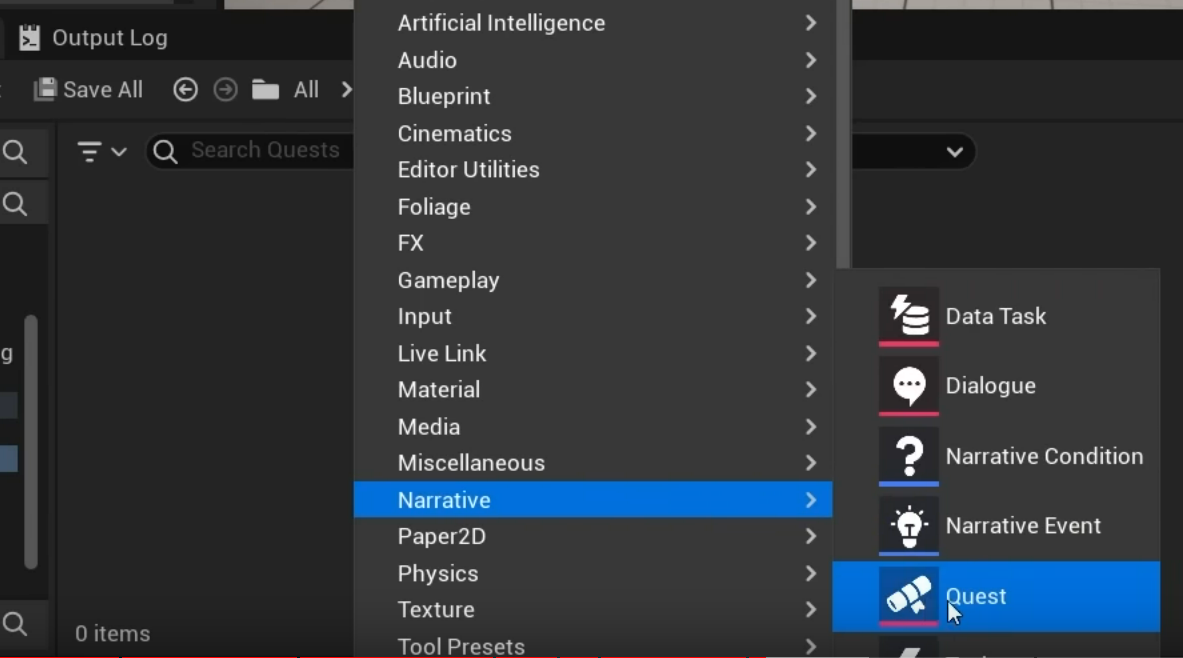 Output Log
Save All
All
Search Quests
g
0 items
Artificial Intelligence
Audio
Blueprint
Cinematics
Editor Utilities
Foliage
FX
Gameplay
Input
Live Link
Material
Media
Miscellaneous
Narrative
Paper2D
Physics
Texture
Tool Presets
Data Task
Dialogue
Narrative Condition
Narrative Event
Quest